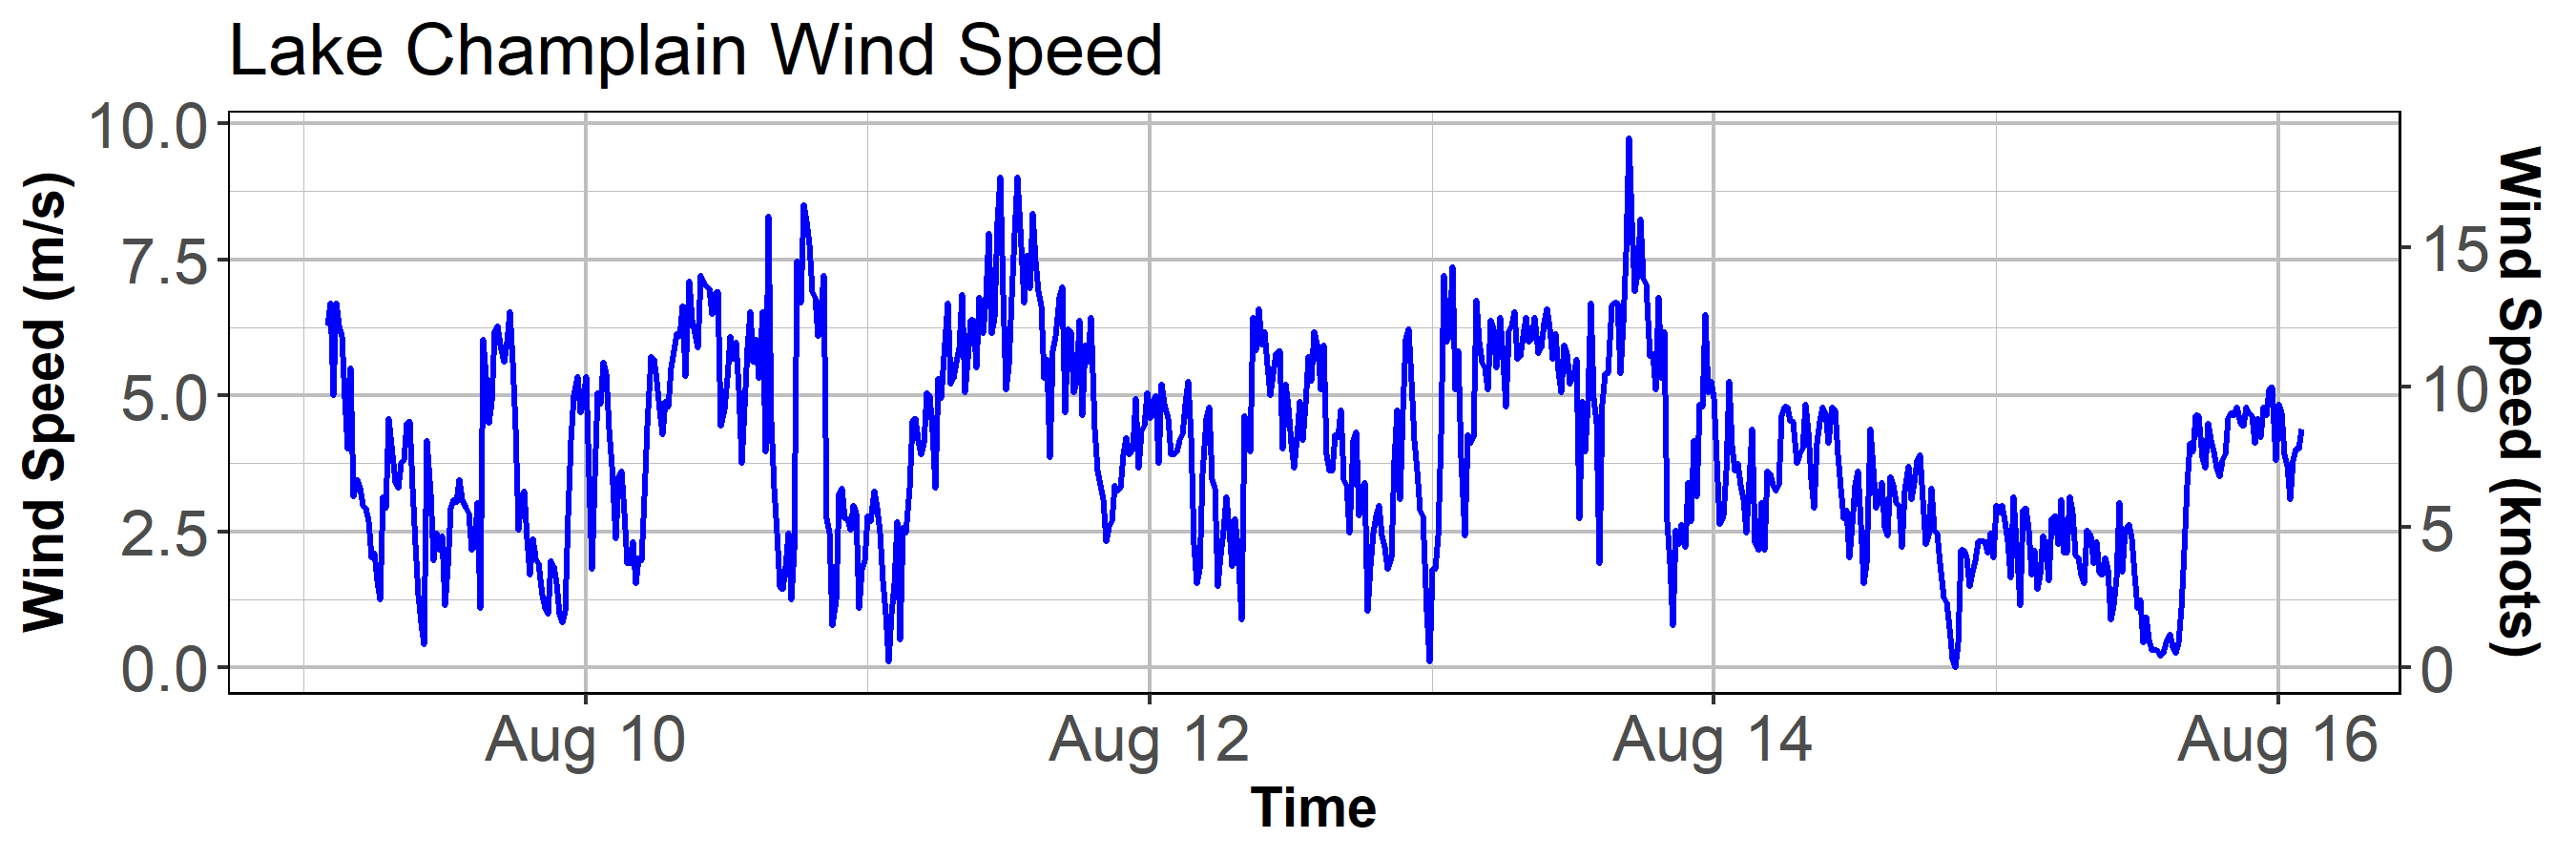 Lake Champlain Wind Speed
10.0
7.5
5.0
2.5
0.0
Wind Speed (m/s)
15
10
5
0
Wind Speed (knots)
Aug 10
Aug 12
Aug 14
Aug 16
Time